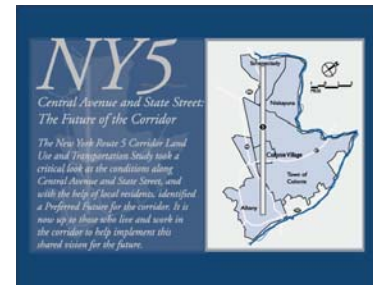 NY5
Central Avenue and State Street:
The Future of the Corridor
The New York Route 5 Corridor Land
Use and Transportation Study took a
critical look at the conditions along
Central Avenue and State Street, and
with the help of local residents, identified
a Preferred Future for the corridor. It is
now up to those who live and work in
the corridor to help implement this
shared vision for the future.
Schenectady
Niskayuna
Colonie Village
Town of
Colonie
Albany